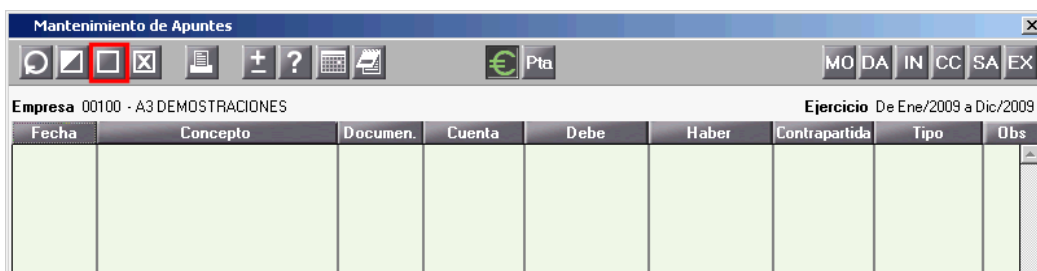 Mantenimiento de Apuntes
± ? € Pta MO DA IN CC SA EX
Empresa 00100 - A3 DEMOSTRACIONES Ejercicio De Ene/2009 a Dic/2009
Fecha Concepto Documen. Cuenta Debe Haber Contrapartida Tipo Obs